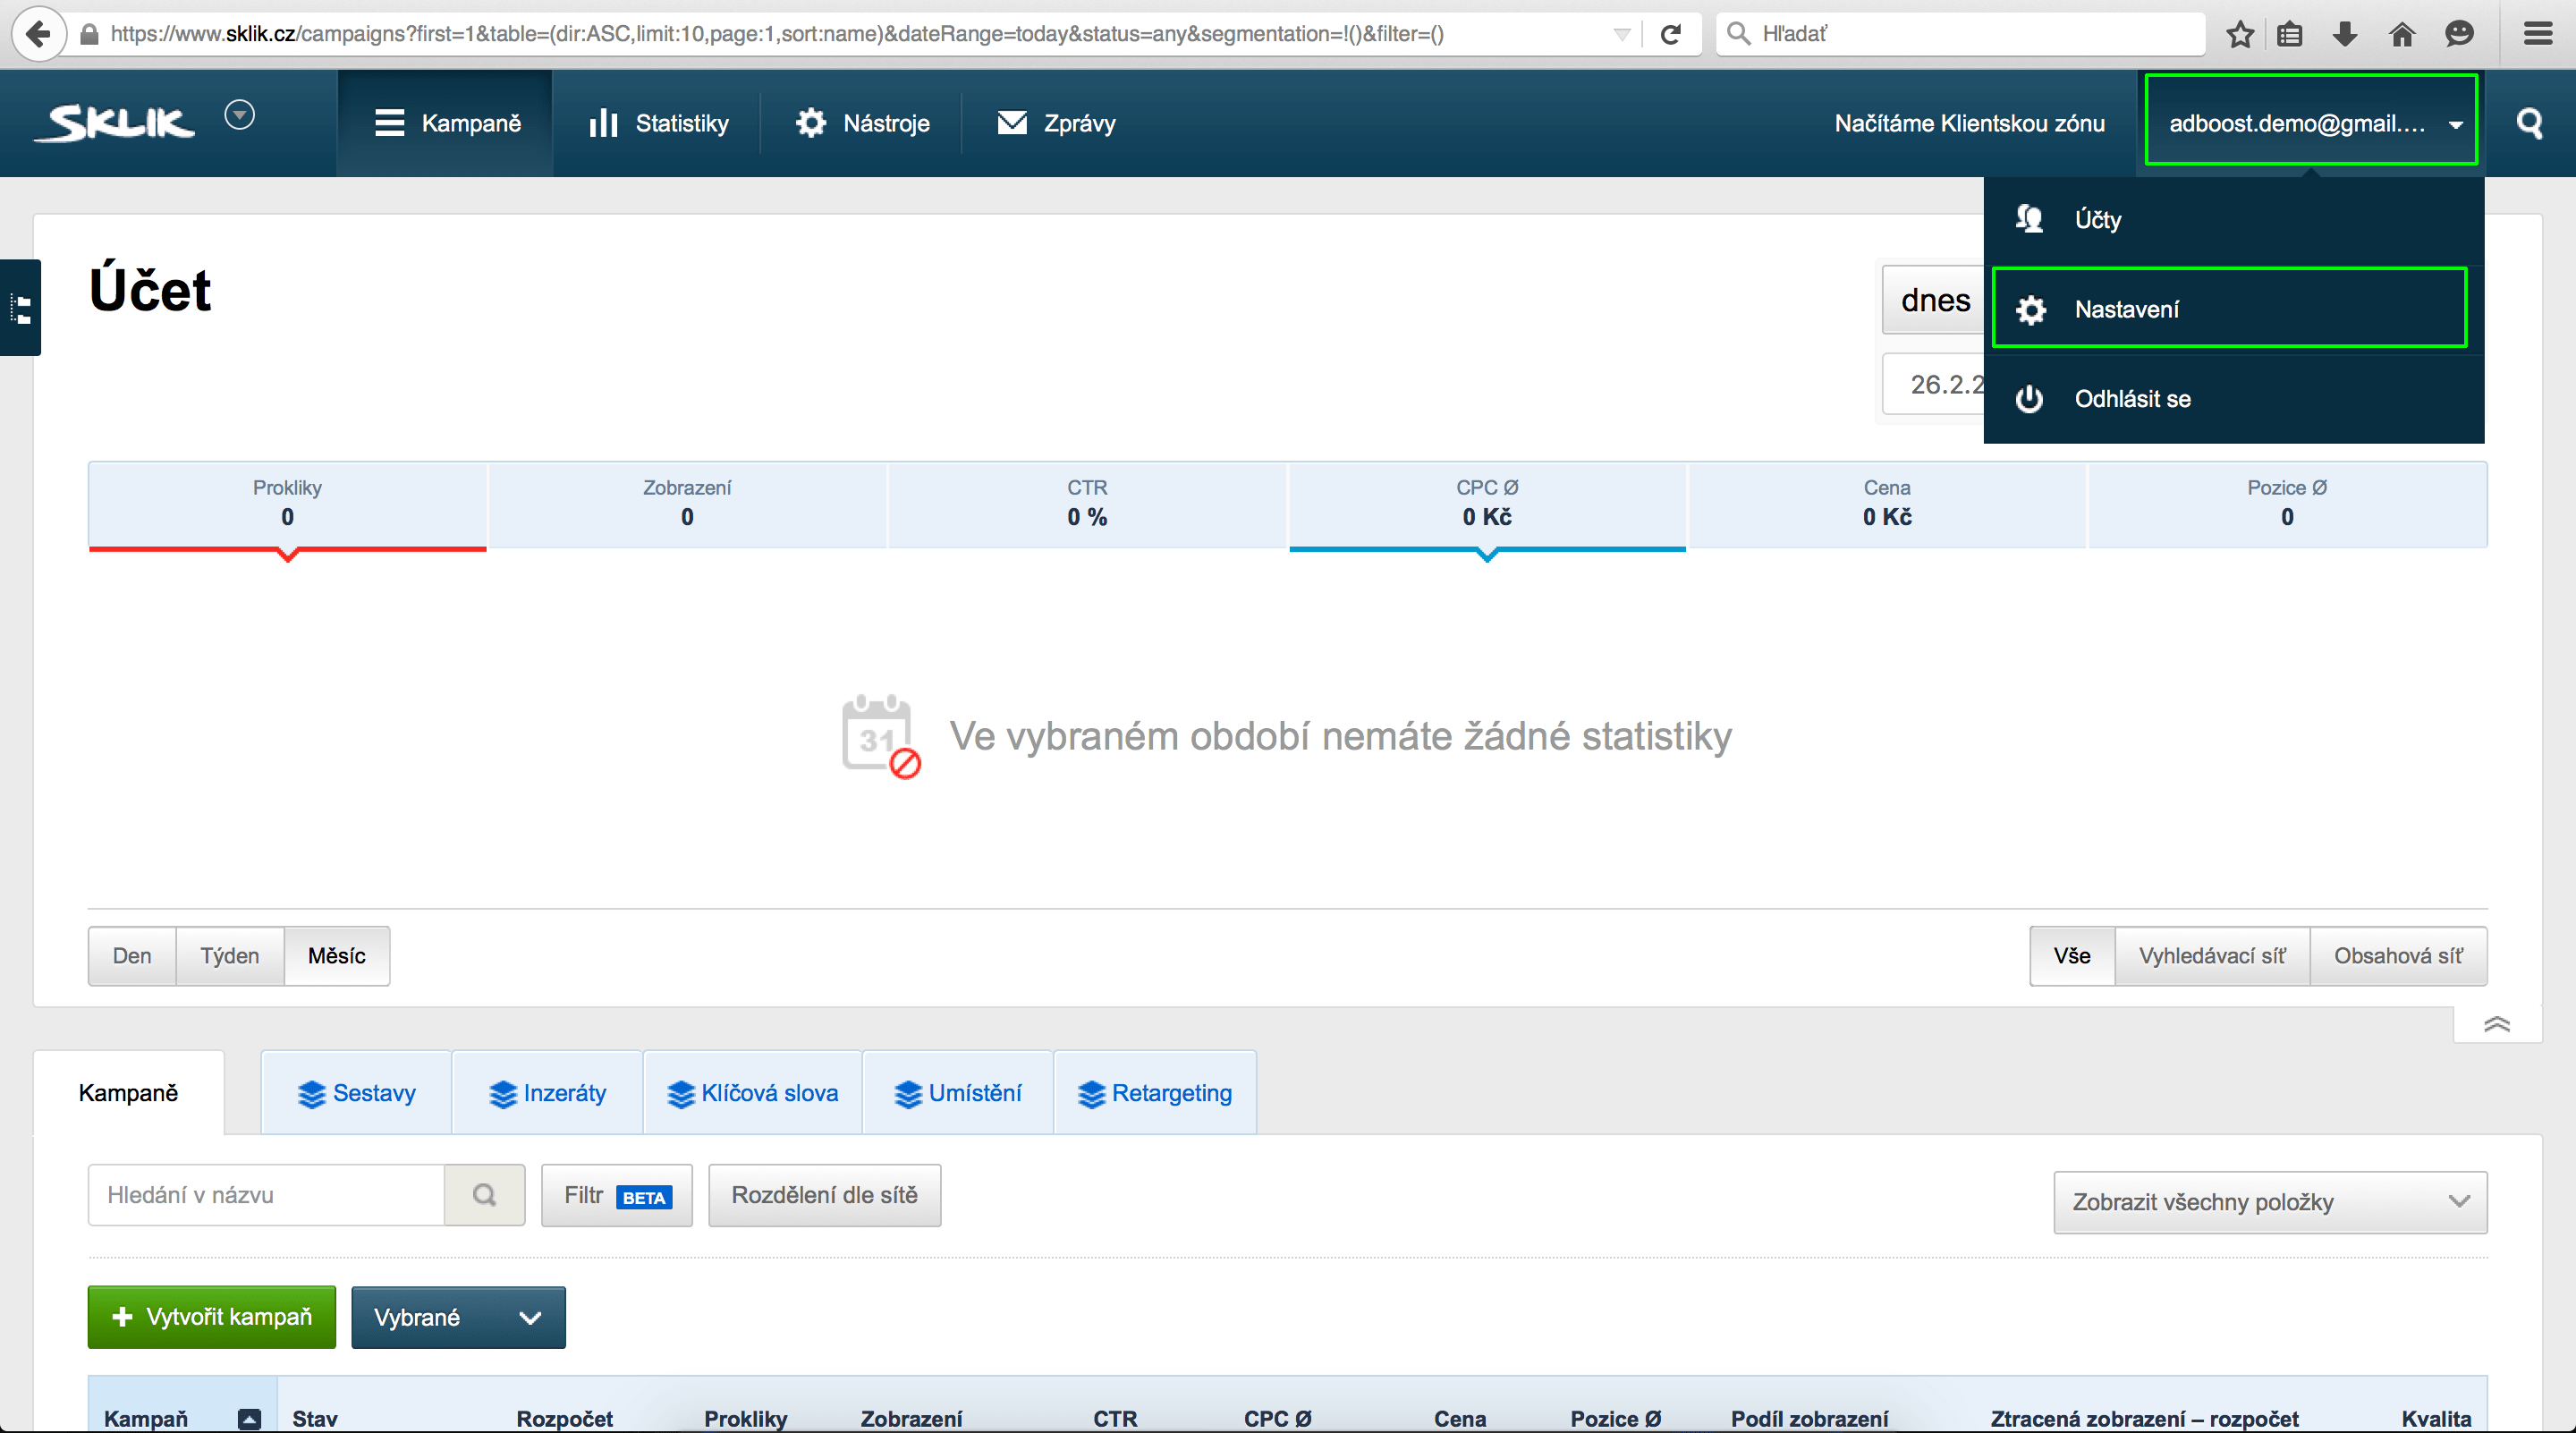 https://www.sklik.cz/campaigns?first=1&table=(dir:ASC,limit:10,page:1,sort:name)&dateRange=today&status=any&segmentation=!()&filter=()
Hľadať
SKLIK
Kampaně
Statistiky
Nástroje
Zprávy
Načítáme Klientskou zónu
adboost.demo@gmail....
Účty
Nastavení
Odhlásit se
Účet
dnes
26.2.2
Prokliky
0
Zobrazení
0
CTR
0 %
CPC Ø
0 Kč
Cena
0 Kč
Pozice Ø
0
31
Ve vybraném období nemáte žádné statistiky
Den
Týden
Měsíc
Vše
Vyhledávací síť
Obsahová síť
Kampaně
Sestavy
Inzeráty
Klíčová slova
Umístění
Retargeting
Hledání v názvu
Filtr BETA
Rozdělení dle sítě
Zobrazit všechny položky
Vytvořit kampaň
Vybrané
Kampaň
Stav
Rozpočet
Prokliky
Zobrazení
CTR
CPC Ø
Cena
Pozice Ø
Podíl zobrazení
Ztracená zobrazení – rozpočet
Kvalita